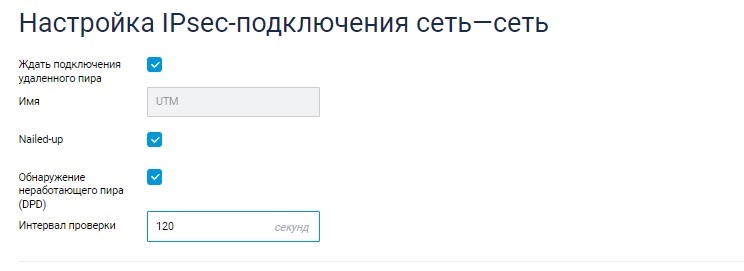 Настройка IPsec-подключения сеть—сеть
Ждать подключения
удаленного пира
Имя
UTM
Nailed-up
Обнаружение
неработающего пира
(DPD)
Интервал проверки
120
секунд